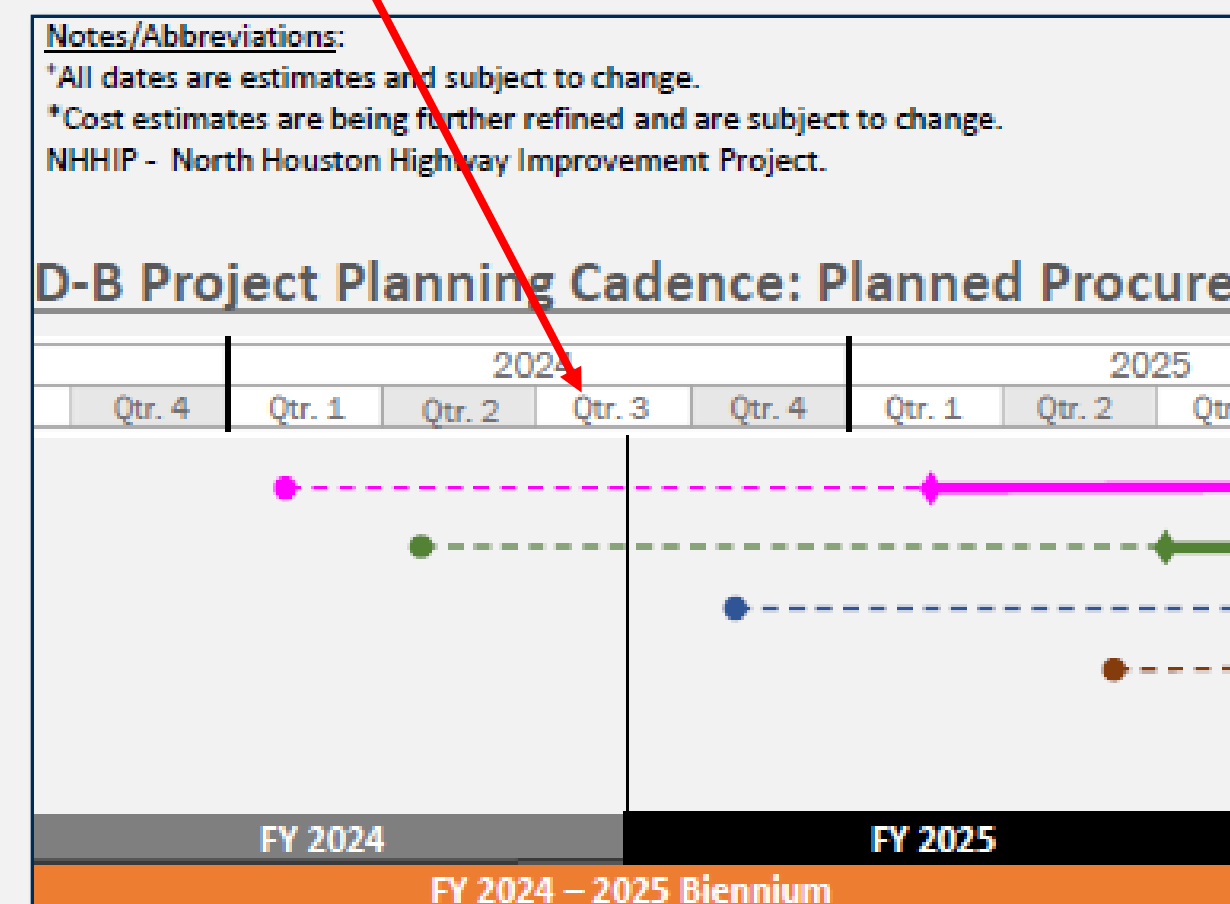 Notes/Abbreviations:
+All dates are estimates and subject to change.
*Cost estimates are being further refined and are subject to change.
NHHIP - North Houston Highway Improvement Project.
D-B Project Planning Cadence: Planned Procure
2024 2025
Qtr. 4 Qtr. 1 Qtr. 2 Qtr. 3 Qtr. 4 Qtr. 1 Qtr. 2 Qtr
FY 2024 FY 2025
FY 2024 – 2025 Biennium